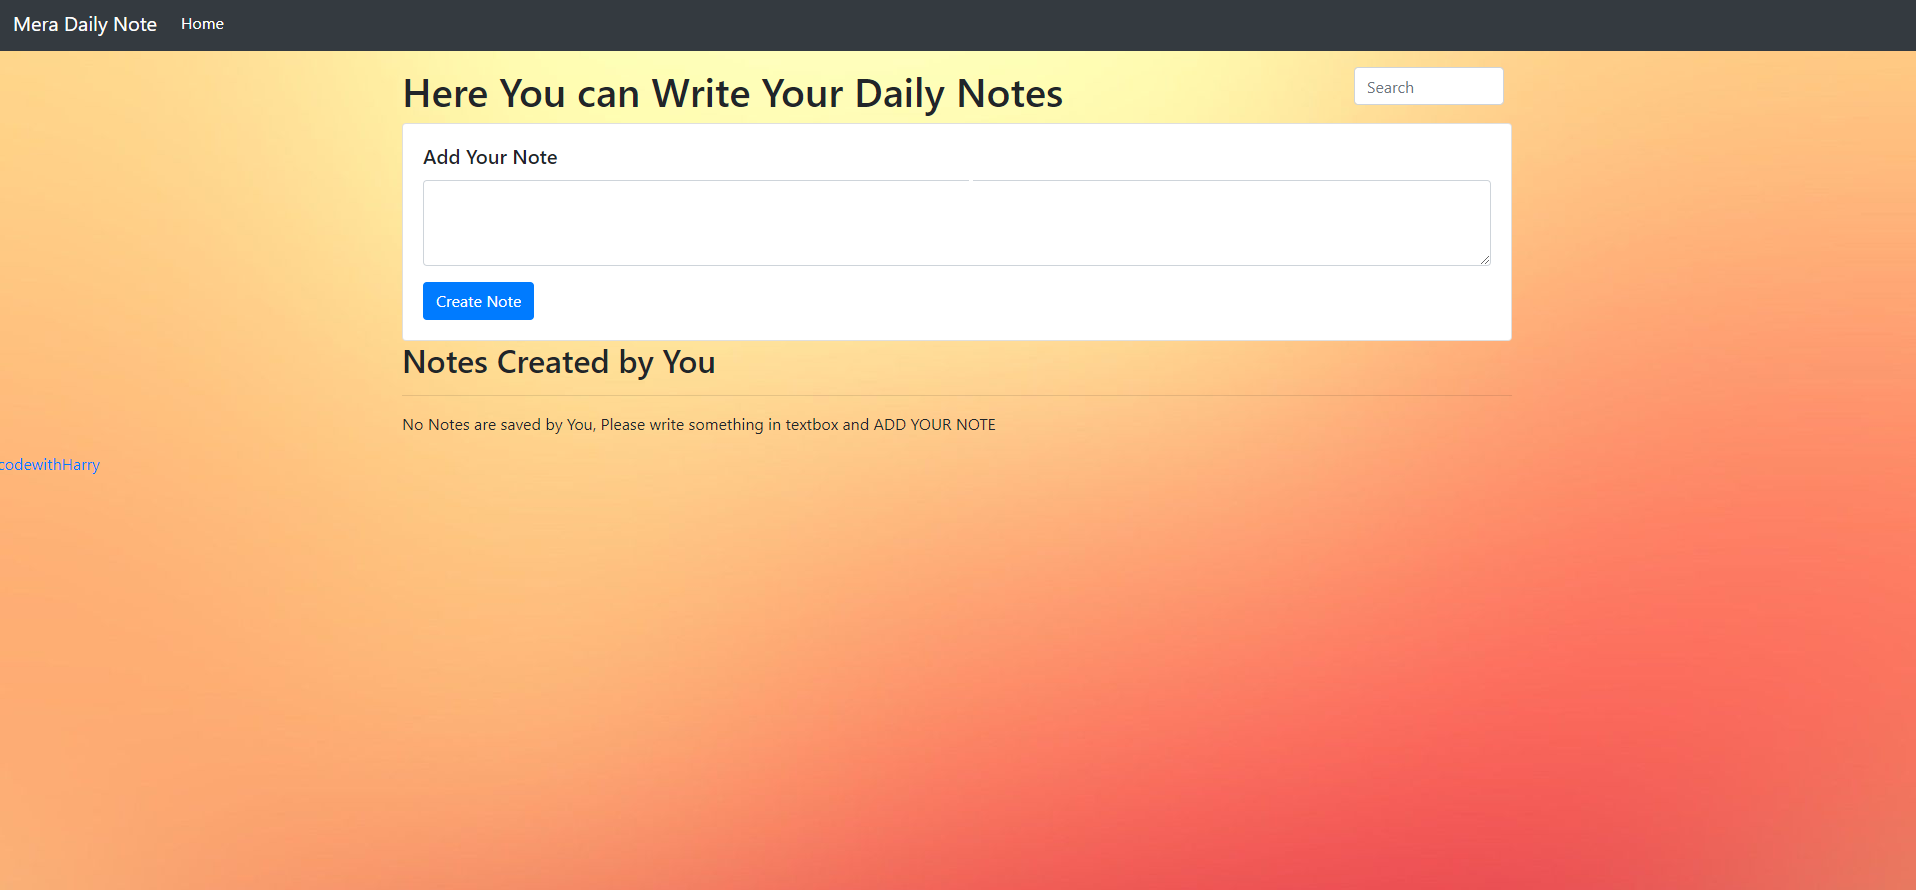 Mera Daily Note Home
Here You can Write Your Daily Notes
Search
Add Your Note
Create Note
Notes Created by You
No Notes are saved by You, Please write something in textbox and ADD YOUR NOTE
codewithHarry